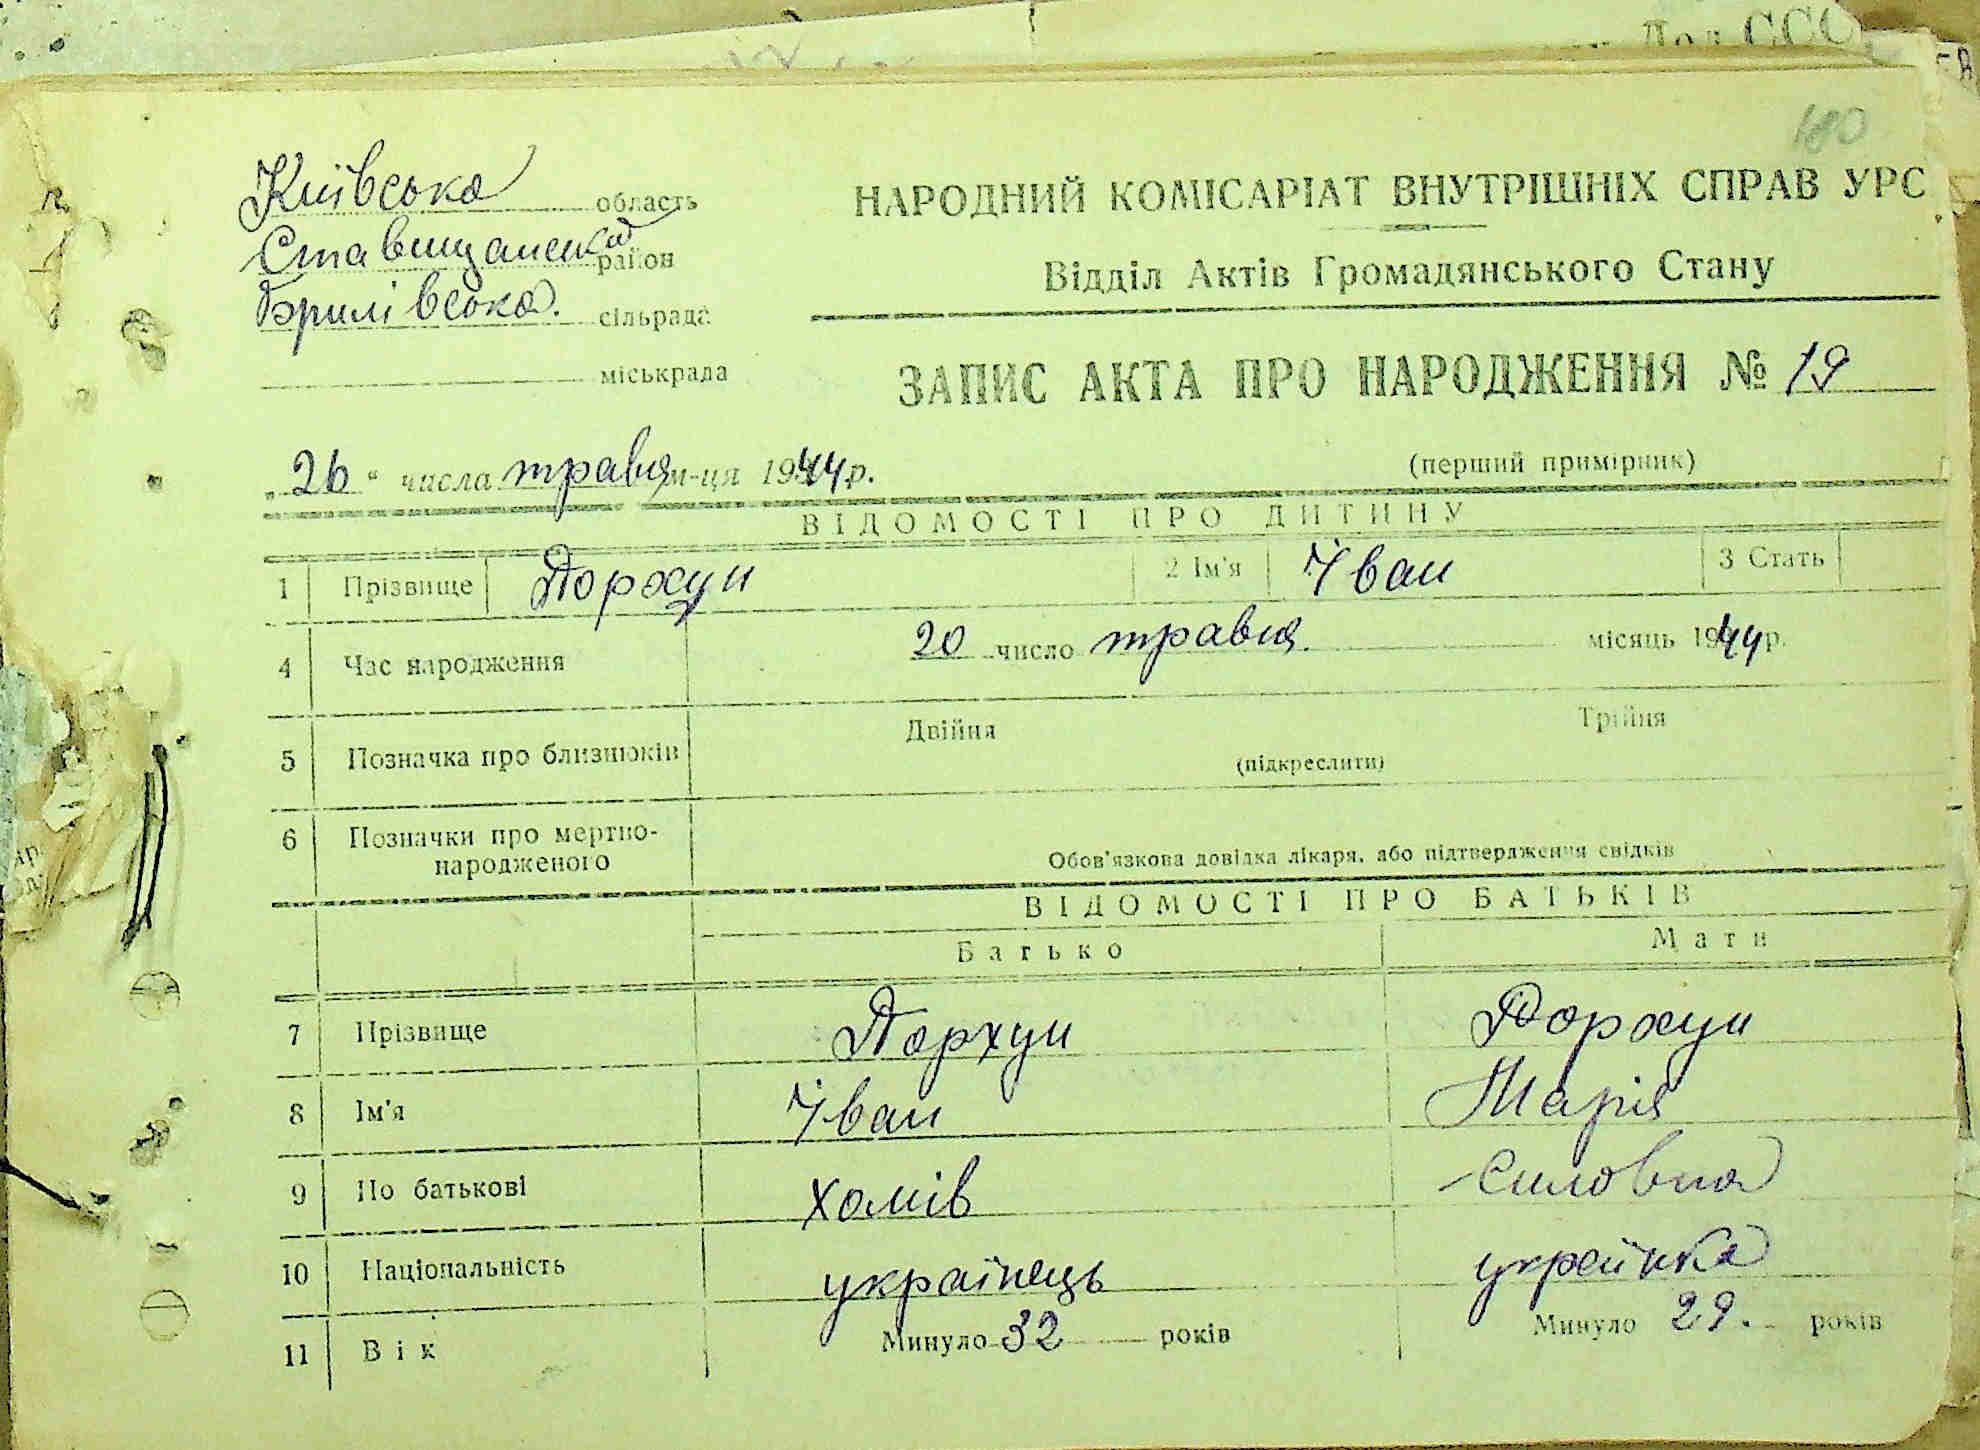 180
Київська область
Ставищанський район
Брилівська. сільрада
міськрада
НАРОДНИЙ КОМІСАРІАТ ВНУТРІШНІХ СПРАВ УРС
Відділ Актів Громадянського Стану
ЗАПИС АКТА ПРО НАРОДЖЕННЯ № 19
„26“ числа травня м-ця 1944 р.
(перший примірник)
ВІДОМОСТІ ПРО ДИТИНУ
1 Прізвище Пархун 2 Ім'я Іван 3 Стать
4 Час народження 20 число травня. місяць 1944 р.
5 Позначка про близнюків Двійня Трійня
(підкреслити)
6 Позначки про мертво-
народженого Обов'язкова довідка лікаря, або підтвердження свідків
ВІДОМОСТІ ПРО БАТЬКІВ
Батько Мати
7 Прізвище Пархун Пархун
8 Ім'я Іван Марія
9 По батькові Хомів Силовна
10 Національність українець українка
11 Вік Минуло 32 років Минуло 29. років